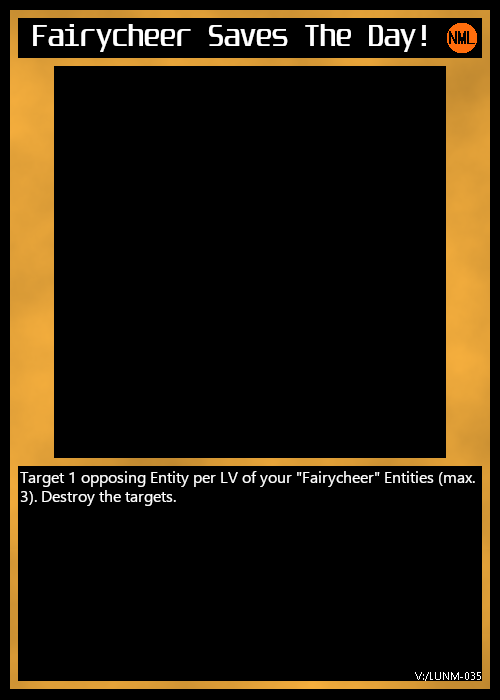 Fairycheer Saves The Day!
NML
Target 1 opposing Entity per LV of your "Fairycheer" Entities (max.
3). Destroy the targets.
V:/LUNM-035